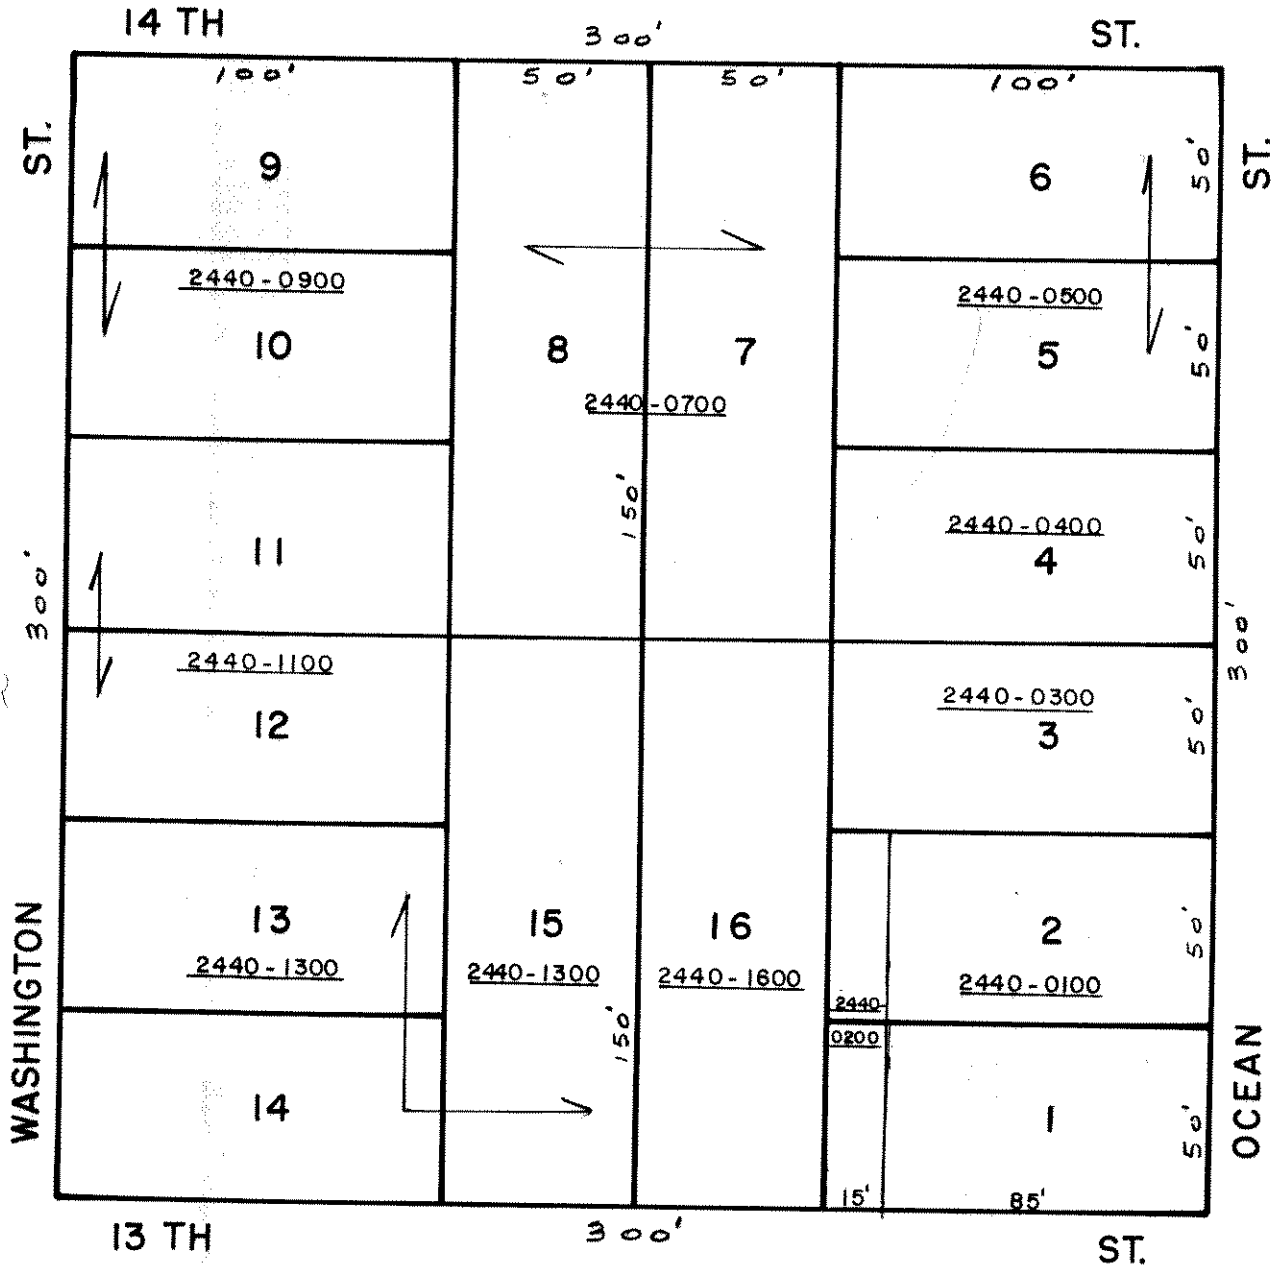 14 TH 300' ST.
100' 50' 50' 100'
ST. 9 6 50' ST.
2440-0900 2440-0500
10 8 7 5 50'
2440-0700
150'
11 2440-0400 50'
4
300' 300'
2440-1100 2440-0300
12 3 50'
13 15 16 2 50'
2440-1300 2440-1300 2440-1600 2440-0100
2440-
0200
150'
14 1 50'
WASHINGTON OCEAN
15' 85'
13 TH 300' ST.